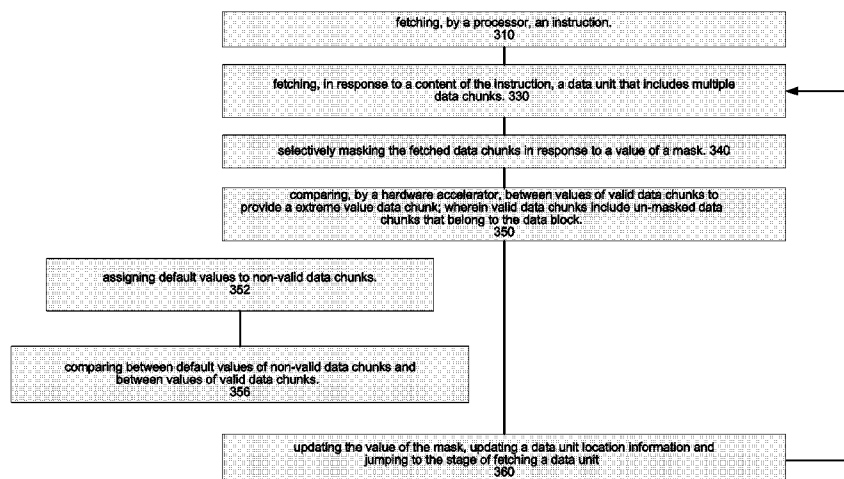 fetching, by a processor, an instruction.
310
fetching, in response to a content of the instruction, a data unit that includes multiple
data chunks. 330
selectively masking the fetched data chunks in response to a value of a mask. 340
comparing, by a hardware accelerator, between values of valid data chunks to
provide a extreme value data chunk; wherein valid data chunks include un-masked data
chunks that belong to the data block.
350
assigning default values to non-valid data chunks.
352
comparing between default values of non-valid data chunks and
between values of valid data chunks.
356
updating the value of the mask, updating a data unit location information and
jumping to the stage of fetching a data unit
360